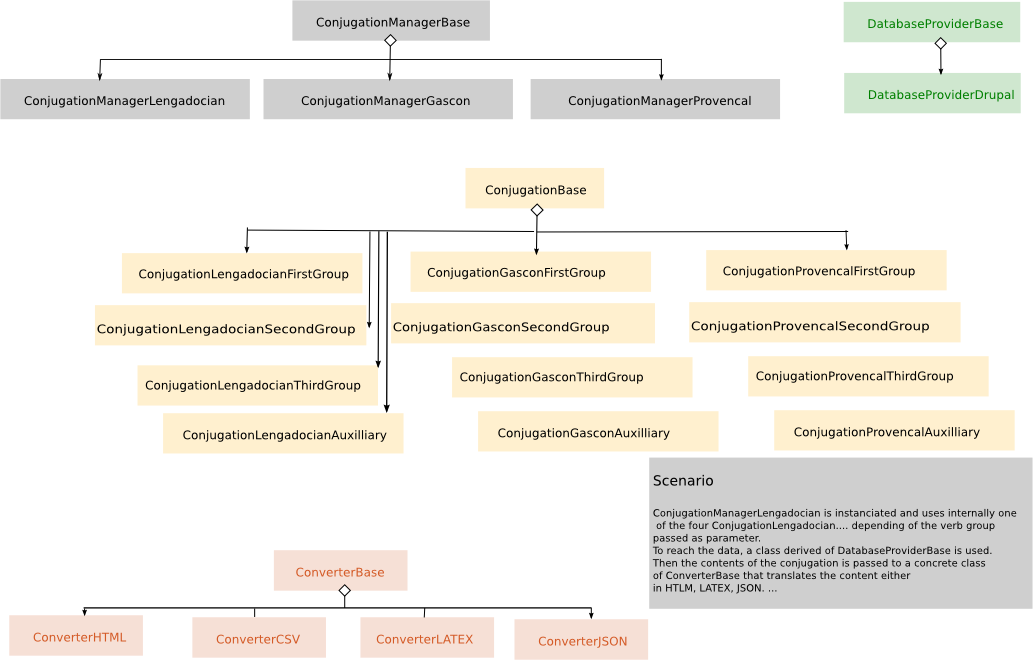 ConjugationManagerBase
DatabaseProviderBase
ConjugationManagerLengadocian
ConjugationManagerGascon
ConjugationManagerProvencal
DatabaseProviderDrupal
ConjugationBase
ConjugationLengadocianFirstGroup
ConjugationGasconFirstGroup
ConjugationProvencalFirstGroup
ConjugationLengadocianSecondGroup
ConjugationGasconSecondGroup
ConjugationProvencalSecondGroup
ConjugationLengadocianThirdGroup
ConjugationGasconThirdGroup
ConjugationProvencalThirdGroup
ConjugationLengadocianAuxilliary
ConjugationGasconAuxilliary
ConjugationProvencalAuxilliary
Scenario
ConjugationManagerLengadocian is instanciated and uses internally one
of the four ConjugationLengadocian.... depending of the verb group
passed as parameter.
To reach the data, a class derived of DatabaseProviderBase is used.
Then the contents of the conjugation is passed to a concrete class
of ConverterBase that translates the content either
in HTLM, LATEX, JSON. ...
ConverterBase
ConverterHTML
ConverterCSV
ConverterLATEX
ConverterJSON